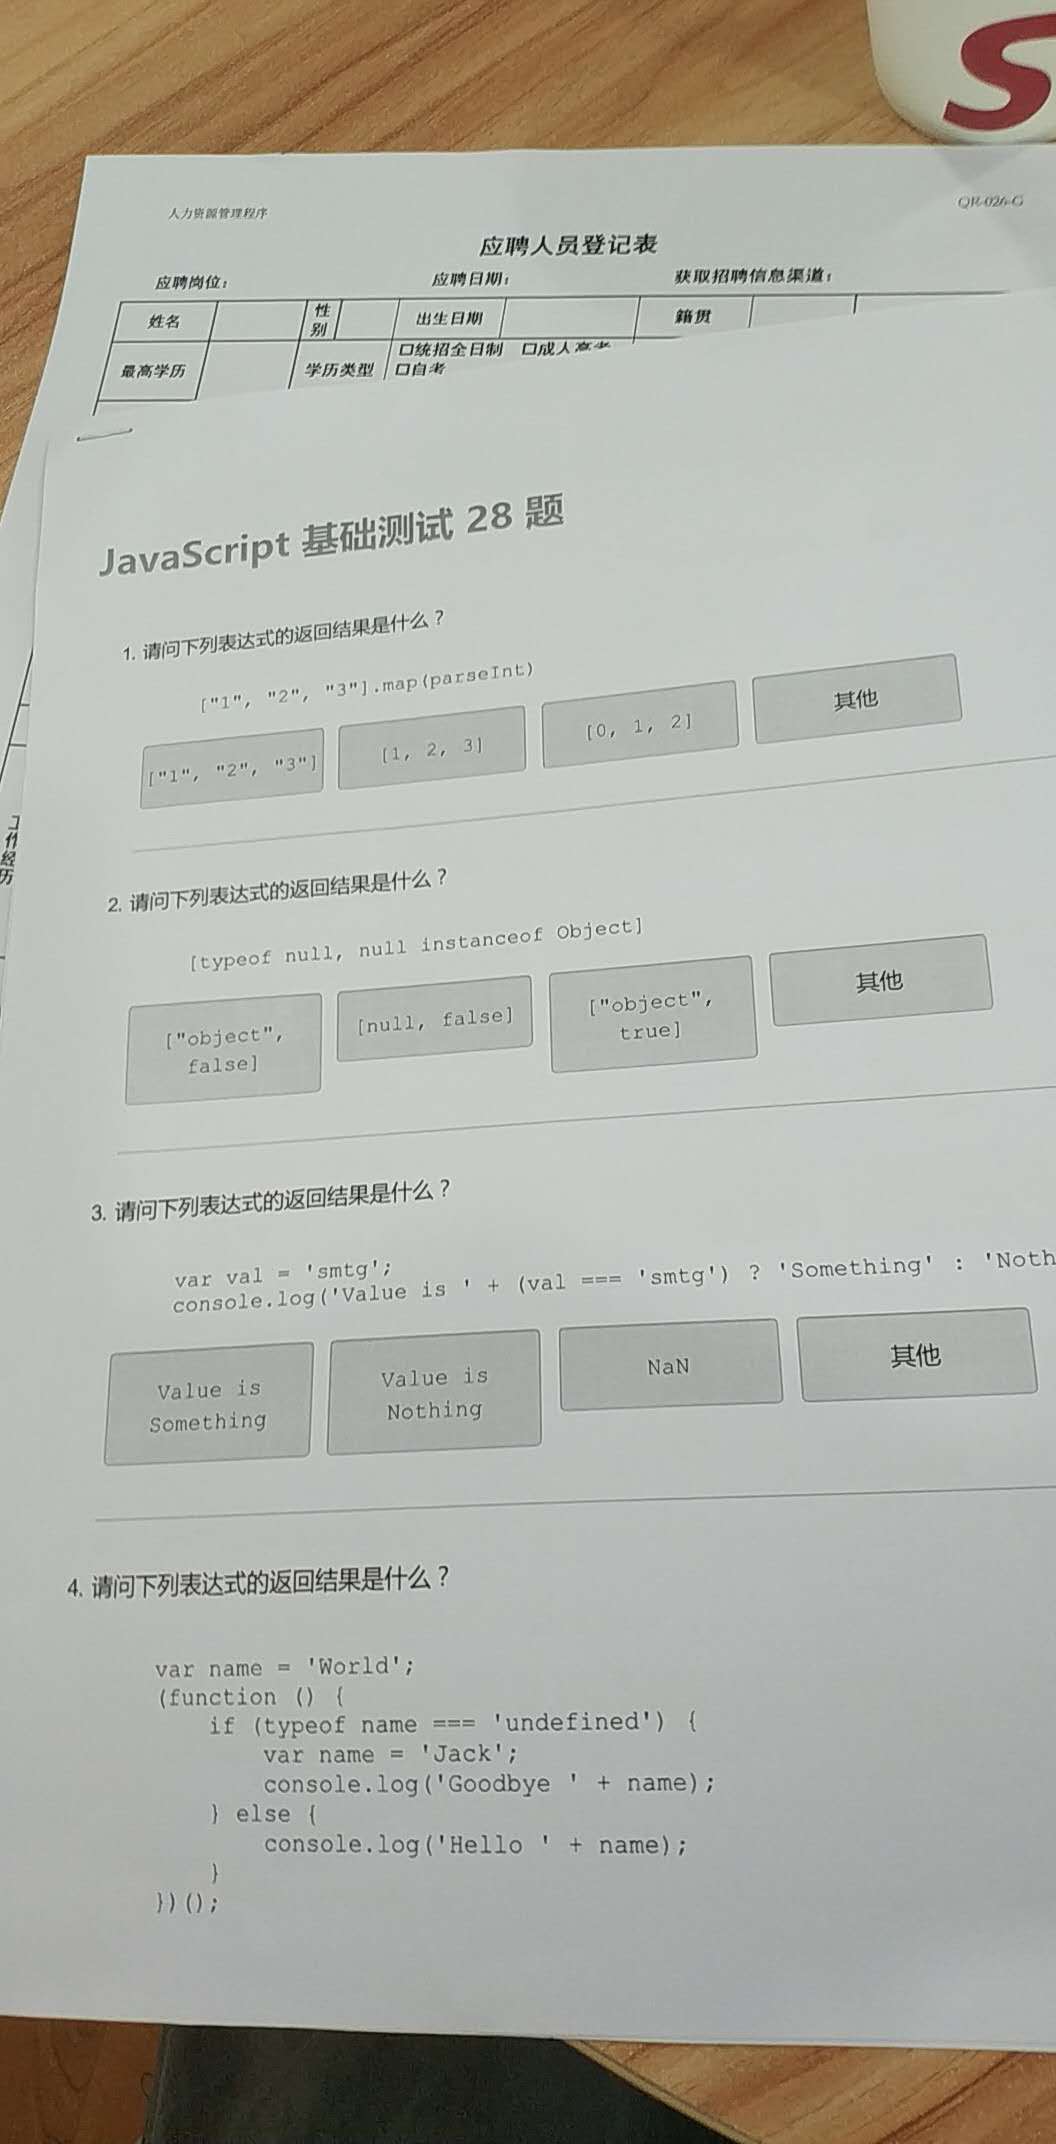 S
人力资源管理程序
QR-026-G
应聘人员登记表
应聘岗位：
应聘日期：
获取招聘信息渠道：
姓名
性别
出生日期
籍贯
最高学历
学历类型
☐统招全日制 ☐成人高考
☐自考
工作经历
JavaScript 基础测试 28 题
1. 请问下列表达式的返回结果是什么？
["1", "2", "3"].map(parseInt)
["1", "2", "3"]
[1, 2, 3]
[0, 1, 2]
其他
2. 请问下列表达式的返回结果是什么？
[typeof null, null instanceof Object]
["object",
false]
[null, false]
["object",
true]
其他
3. 请问下列表达式的返回结果是什么？
var val = 'smtg';
console.log('Value is ' + (val === 'smtg') ? 'Something' : 'Noth
Value is
Something
Value is
Nothing
NaN
其他
4. 请问下列表达式的返回结果是什么？
var name = 'World';
(function () {
if (typeof name === 'undefined') {
var name = 'Jack';
console.log('Goodbye ' + name);
} else {
console.log('Hello ' + name);
}
})();